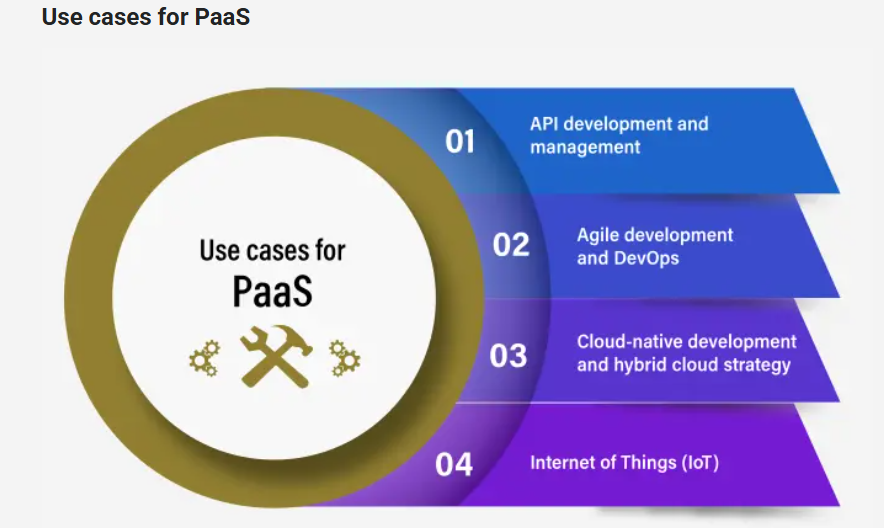 Use cases for PaaS
Use cases for
PaaS
01
API development and
management
02
Agile development
and DevOps
03
Cloud-native development
and hybrid cloud strategy
04
Internet of Things (IoT)